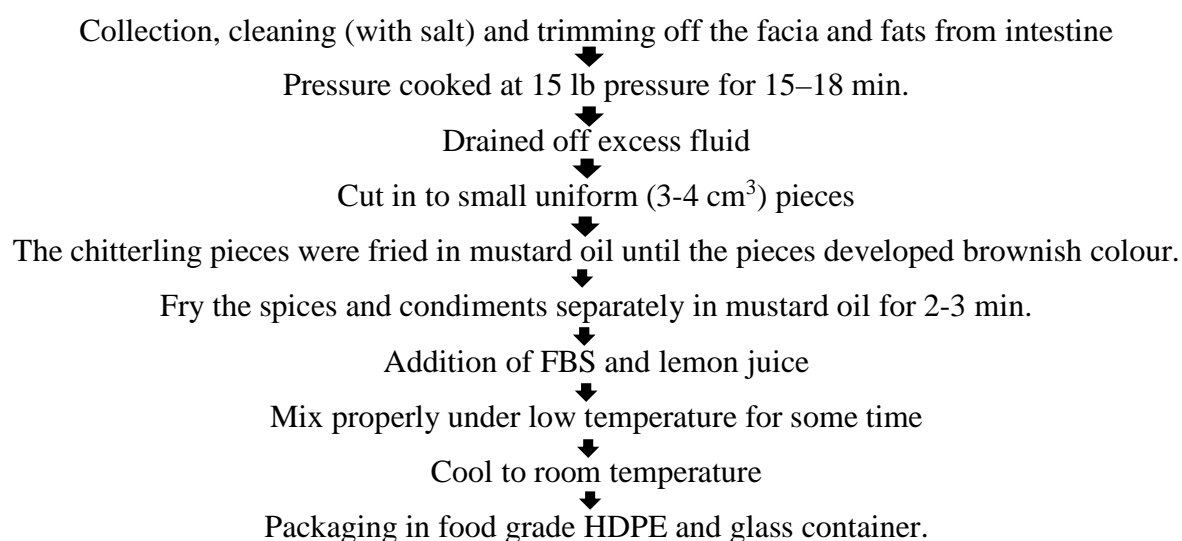 Collection, cleaning (with salt) and trimming off the facia and fats from intestine
Pressure cooked at 15 lb pressure for 15–18 min.
Drained off excess fluid
Cut in to small uniform (3-4 cm³) pieces
The chitterling pieces were fried in mustard oil until the pieces developed brownish colour.
Fry the spices and condiments separately in mustard oil for 2-3 min.
Addition of FBS and lemon juice
Mix properly under low temperature for some time
Cool to room temperature
Packaging in food grade HDPE and glass container.